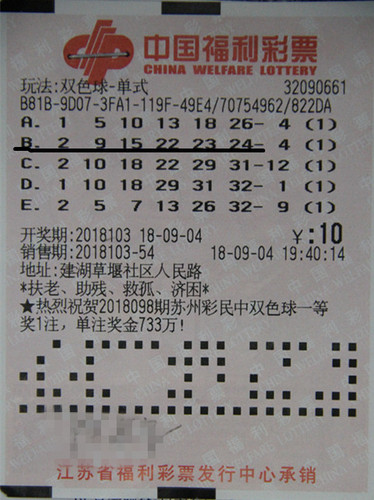 中国福利彩票
CHINA WELFARE LOTTERY
玩法:双色球-单式 32090661
B81B-9D07-3FA1-119F-49E4/70754962/822DA
A. 1 5 10 13 18 26- 4 (1)
B. 2 9 15 22 23 24- 4 (1)
C. 2 10 18 22 29 31-12 (1)
D. 1 10 18 29 31 32- 1 (1)
E. 2 5 7 13 26 32- 9 (1)
开奖期:2018103 18-09-04 ¥:10
销售期:2018103-54 18-09-04 19:40:14
地址:建湖草堰社区人民路
*扶老、助残、救孤、济困*
★热烈祝贺2018098期苏州彩民中双色球一等
奖1注,单注奖金733万!
江苏省福利彩票发行中心承销